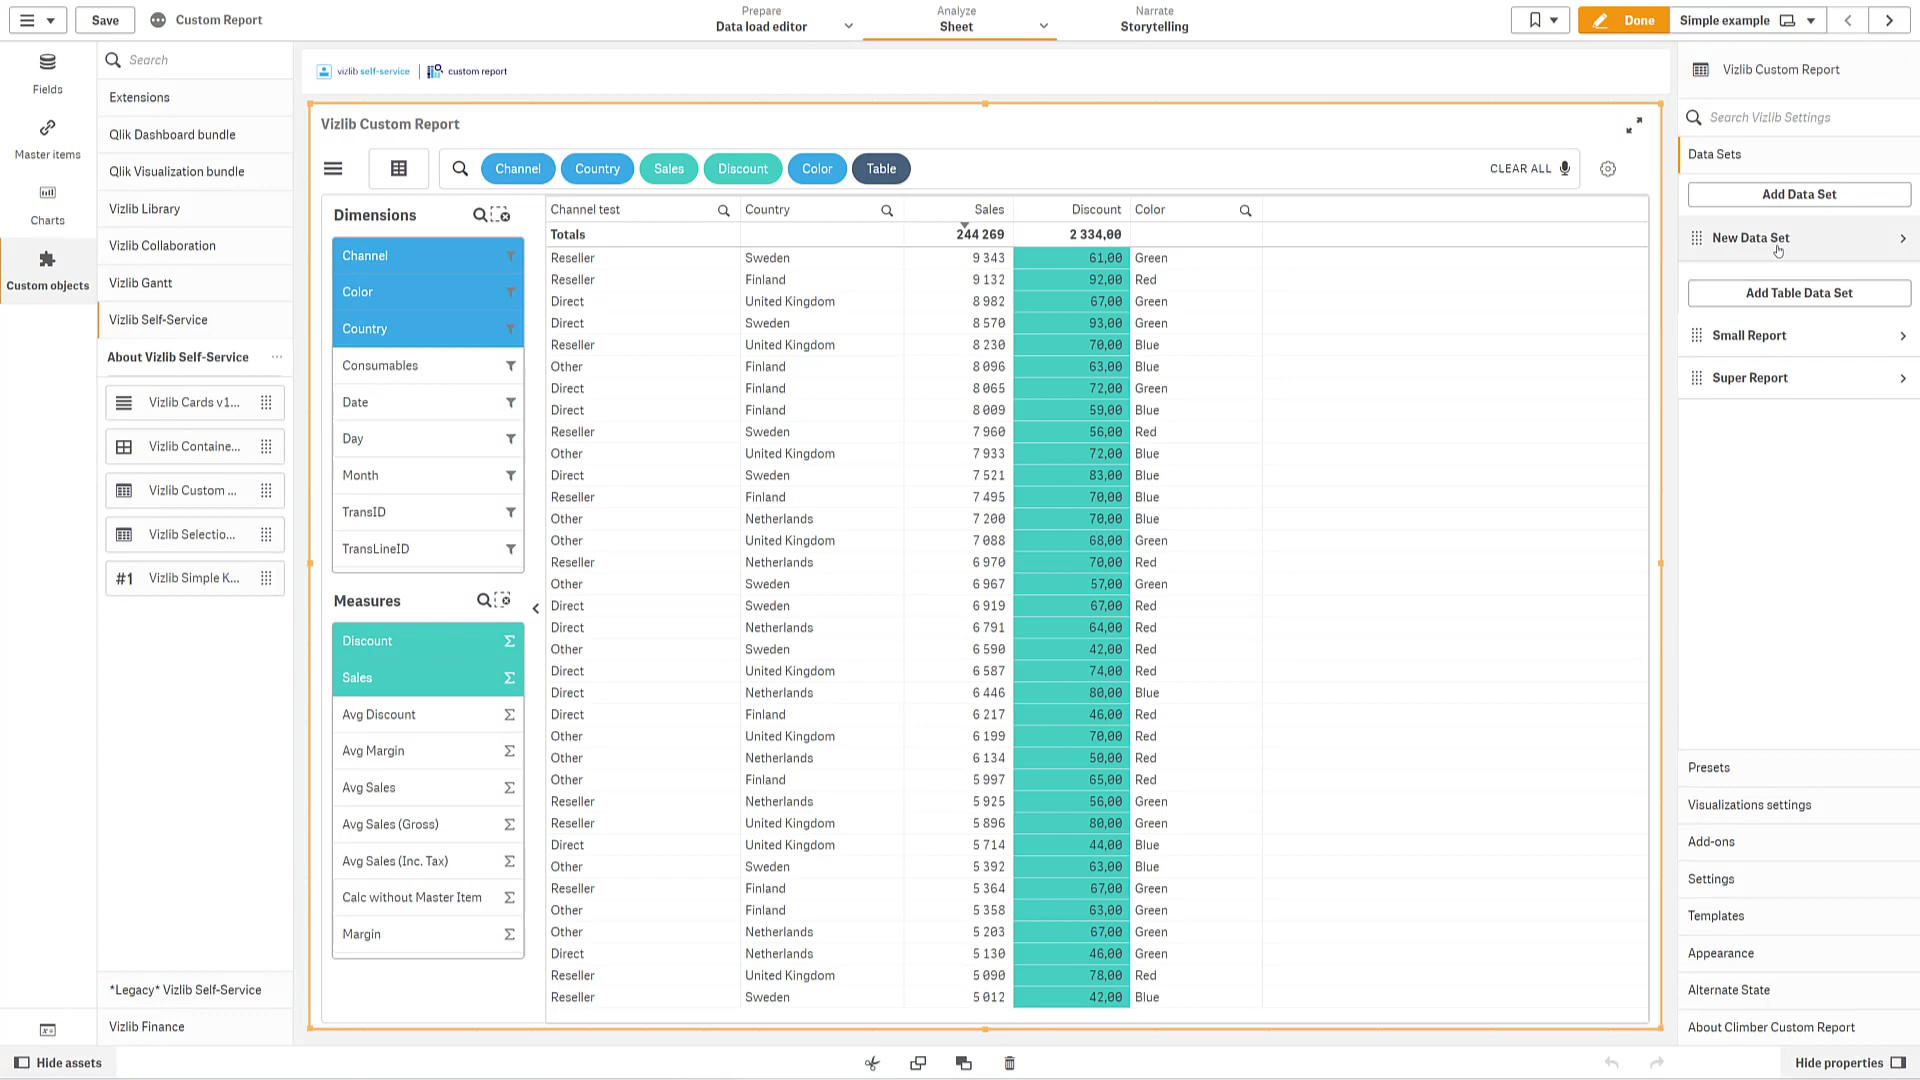 Save
Custom Report
Prepare
Data load editor
Analyze
Sheet
Narrate
Storytelling
Done
Simple example
Fields
Master items
Charts
Custom objects
Search
Extensions
Qlik Dashboard bundle
Qlik Visualization bundle
Vizlib Library
Vizlib Collaboration
Vizlib Gantt
Vizlib Self-Service
About Vizlib Self-Service
Vizlib Cards v1...
Vizlib Containe...
Vizlib Custom ...
Vizlib Selectio...
#1 Vizlib Simple K...
*Legacy* Vizlib Self-Service
Vizlib Finance
vizlib self-service | custom report
Vizlib Custom Report
Channel Country Sales Discount Color Table
CLEAR ALL
Dimensions
Channel
Color
Country
Consumables
Date
Day
Month
TransID
TransLineID
Measures
Discount Σ
Sales Σ
Avg Discount Σ
Avg Margin Σ
Avg Sales Σ
Avg Sales (Gross) Σ
Avg Sales (Inc. Tax) Σ
Calc without Master Item Σ
Margin Σ
Channel test Country Sales Discount Color
Totals 244 269 2 334,00
Reseller Sweden 9 343 61,00 Green
Reseller Finland 9 132 92,00 Red
Direct United Kingdom 8 982 67,00 Green
Direct Sweden 8 570 93,00 Green
Reseller United Kingdom 8 230 70,00 Blue
Other Finland 8 096 63,00 Blue
Direct Finland 8 065 72,00 Green
Direct Finland 8 009 59,00 Blue
Reseller Sweden 7 960 56,00 Red
Other United Kingdom 7 933 72,00 Blue
Direct Sweden 7 521 83,00 Blue
Reseller Finland 7 495 70,00 Blue
Other Netherlands 7 200 70,00 Blue
Other United Kingdom 7 088 68,00 Green
Reseller Netherlands 6 970 70,00 Red
Other Sweden 6 967 57,00 Green
Direct Sweden 6 919 67,00 Red
Direct Netherlands 6 791 64,00 Red
Other Sweden 6 590 42,00 Red
Direct United Kingdom 6 587 74,00 Red
Direct Netherlands 6 446 80,00 Blue
Direct Finland 6 217 46,00 Red
Other United Kingdom 6 199 70,00 Red
Other Netherlands 6 134 50,00 Red
Other Finland 5 997 65,00 Red
Reseller Netherlands 5 925 56,00 Green
Reseller United Kingdom 5 896 80,00 Green
Direct United Kingdom 5 714 44,00 Blue
Other Sweden 5 392 63,00 Blue
Reseller Finland 5 364 67,00 Green
Other Finland 5 358 63,00 Green
Other Netherlands 5 203 67,00 Green
Direct Netherlands 5 130 46,00 Green
Reseller United Kingdom 5 090 78,00 Red
Reseller Sweden 5 012 42,00 Blue
Vizlib Custom Report
Search Vizlib Settings
Data Sets
Add Data Set
New Data Set
Add Table Data Set
Small Report
Super Report
Presets
Visualizations settings
Add-ons
Settings
Templates
Appearance
Alternate State
About Climber Custom Report
Hide assets
Hide properties